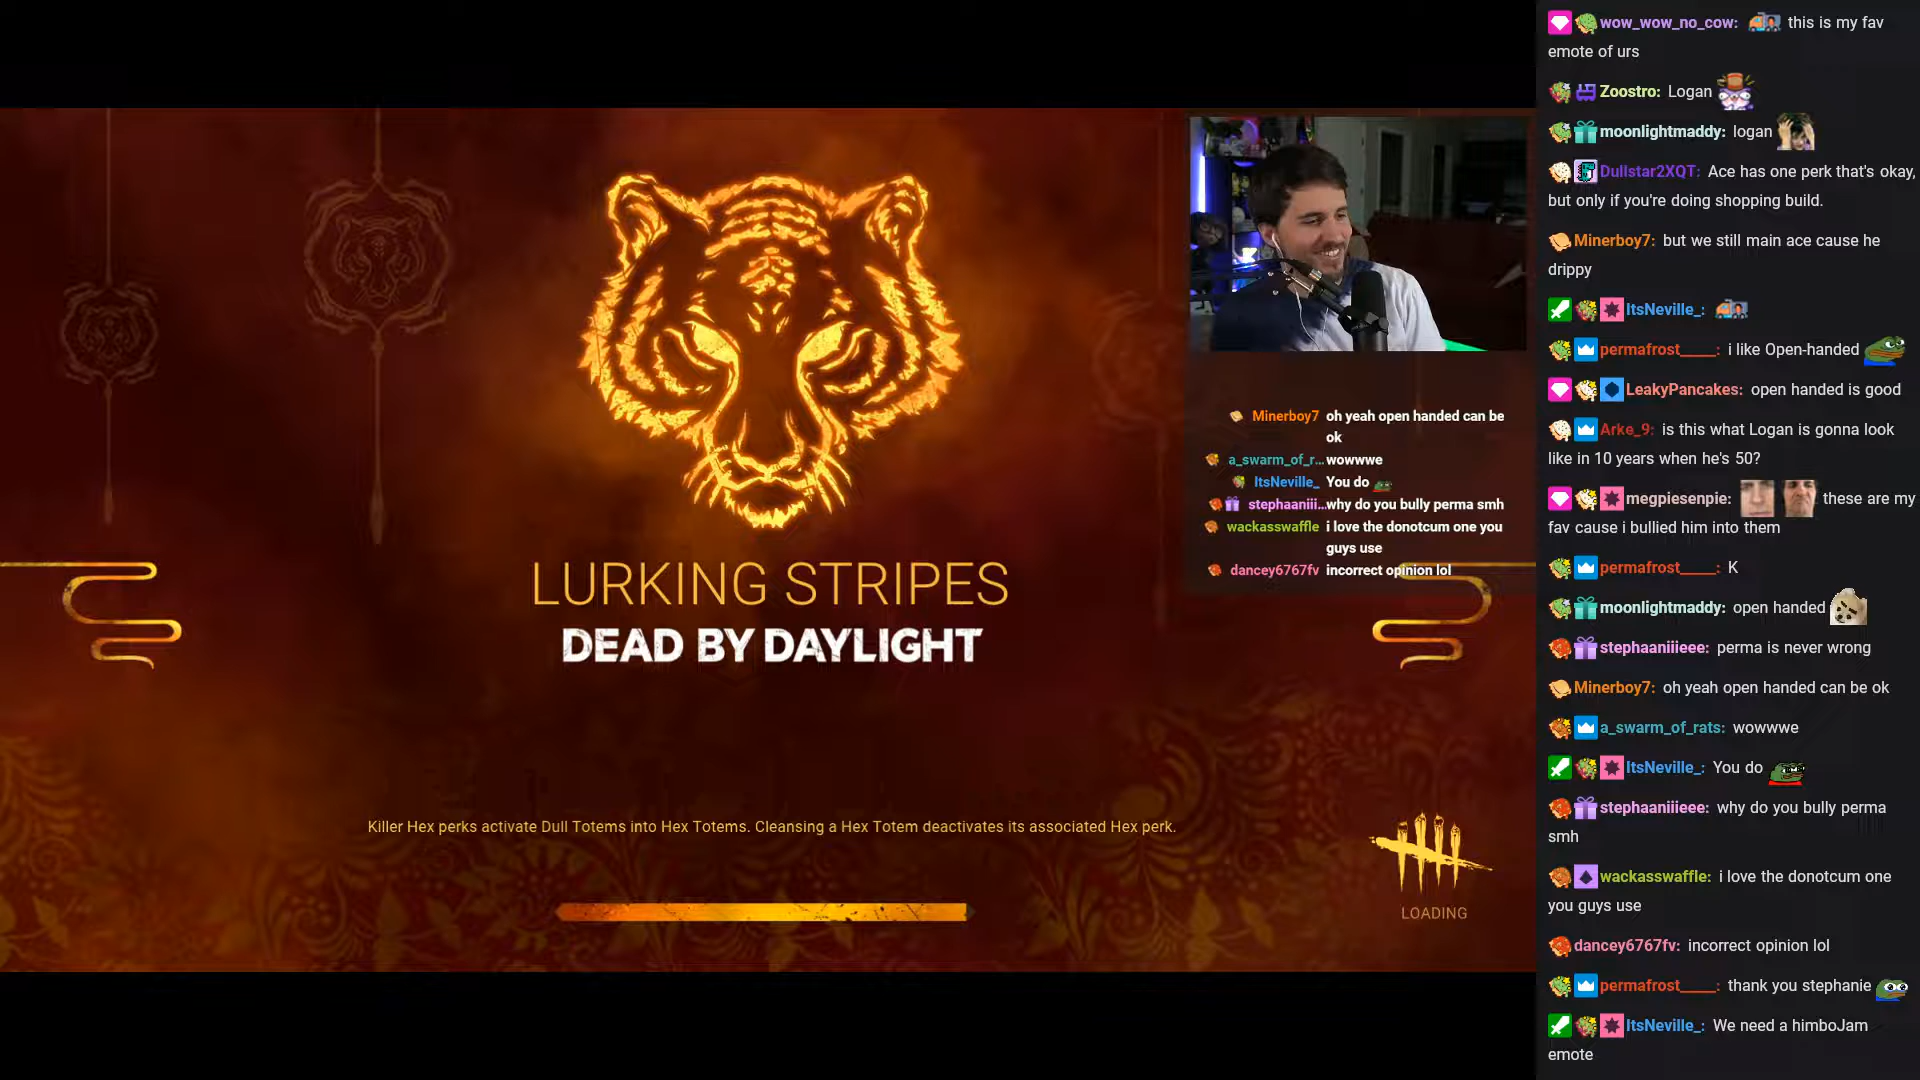 LURKING STRIPES
DEAD BY DAYLIGHT
Killer Hex perks activate Dull Totems into Hex Totems. Cleansing a Hex Totem deactivates its associated Hex perk.
LOADING
Minerboy7 oh yeah open handed can be
ok
a_swarm_of_r... wowwwe
ItsNeville_ You do
stephaaniii... why do you bully perma smh
wackasswaffle i love the donotcum one you
guys use
dancey6767fv incorrect opinion lol
wow_wow_no_cow: this is my fav
emote of urs
Zoostro: Logan
moonlightmaddy: logan
Dullstar2XQT: Ace has one perk that's okay,
but only if you're doing shopping build.
Minerboy7: but we still main ace cause he
drippy
ItsNeville_:
permafrost_____: i like Open-handed
LeakyPancakes: open handed is good
Arke_9: is this what Logan is gonna look
like in 10 years when he's 50?
megpiesenpie: these are my
fav cause i bullied him into them
permafrost_____: K
moonlightmaddy: open handed
stephaaniiieee: perma is never wrong
Minerboy7: oh yeah open handed can be ok
a_swarm_of_rats: wowwwe
ItsNeville_: You do
stephaaniiieee: why do you bully perma
smh
wackasswaffle: i love the donotcum one
you guys use
dancey6767fv: incorrect opinion lol
permafrost_____: thank you stephanie
ItsNeville_: We need a himboJam
emote